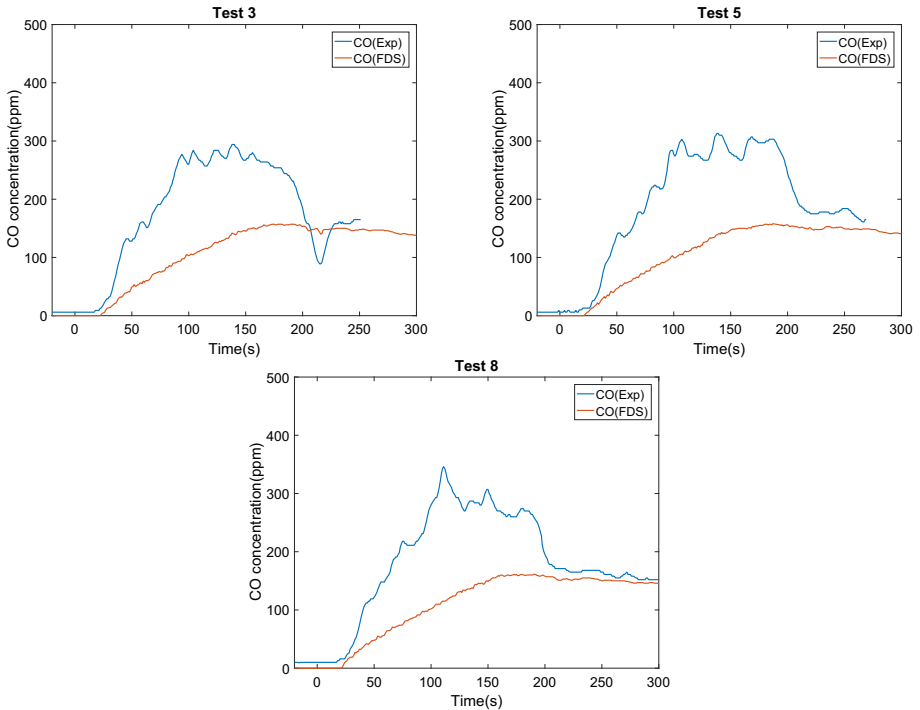 Test 3
500
400
300
200
100
0
CO concentration(ppm)
0 50 100 150 200 250 300
Time(s)
CO(Exp)
CO(FDS)
Test 5
500
400
300
200
100
0
CO concentration(ppm)
0 50 100 150 200 250 300
Time(s)
CO(Exp)
CO(FDS)
Test 8
500
400
300
200
100
0
CO concentration(ppm)
0 50 100 150 200 250 300
Time(s)
CO(Exp)
CO(FDS)